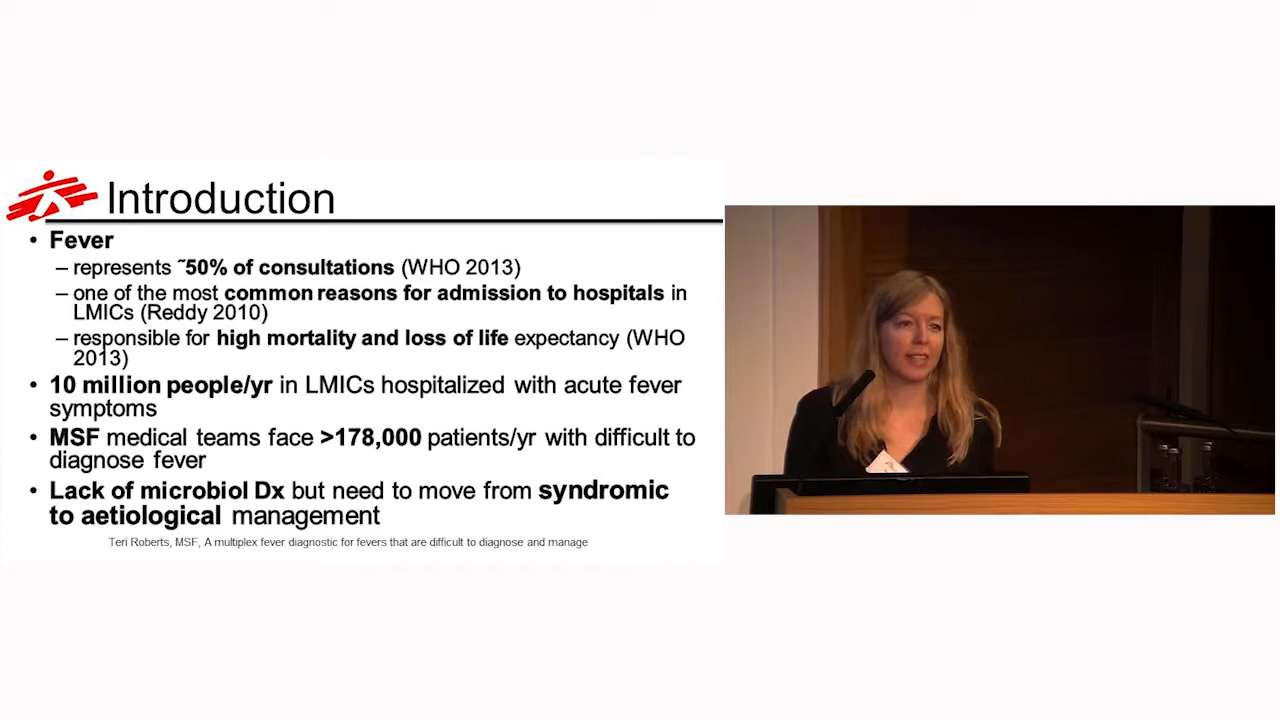 Introduction
• Fever
– represents ~50% of consultations (WHO 2013)
– one of the most common reasons for admission to hospitals in
LMICs (Reddy 2010)
– responsible for high mortality and loss of life expectancy (WHO
2013)
• 10 million people/yr in LMICs hospitalized with acute fever
symptoms
• MSF medical teams face >178,000 patients/yr with difficult to
diagnose fever
• Lack of microbiol Dx but need to move from syndromic
to aetiological management
Teri Roberts, MSF, A multiplex fever diagnostic for fevers that are difficult to diagnose and manage